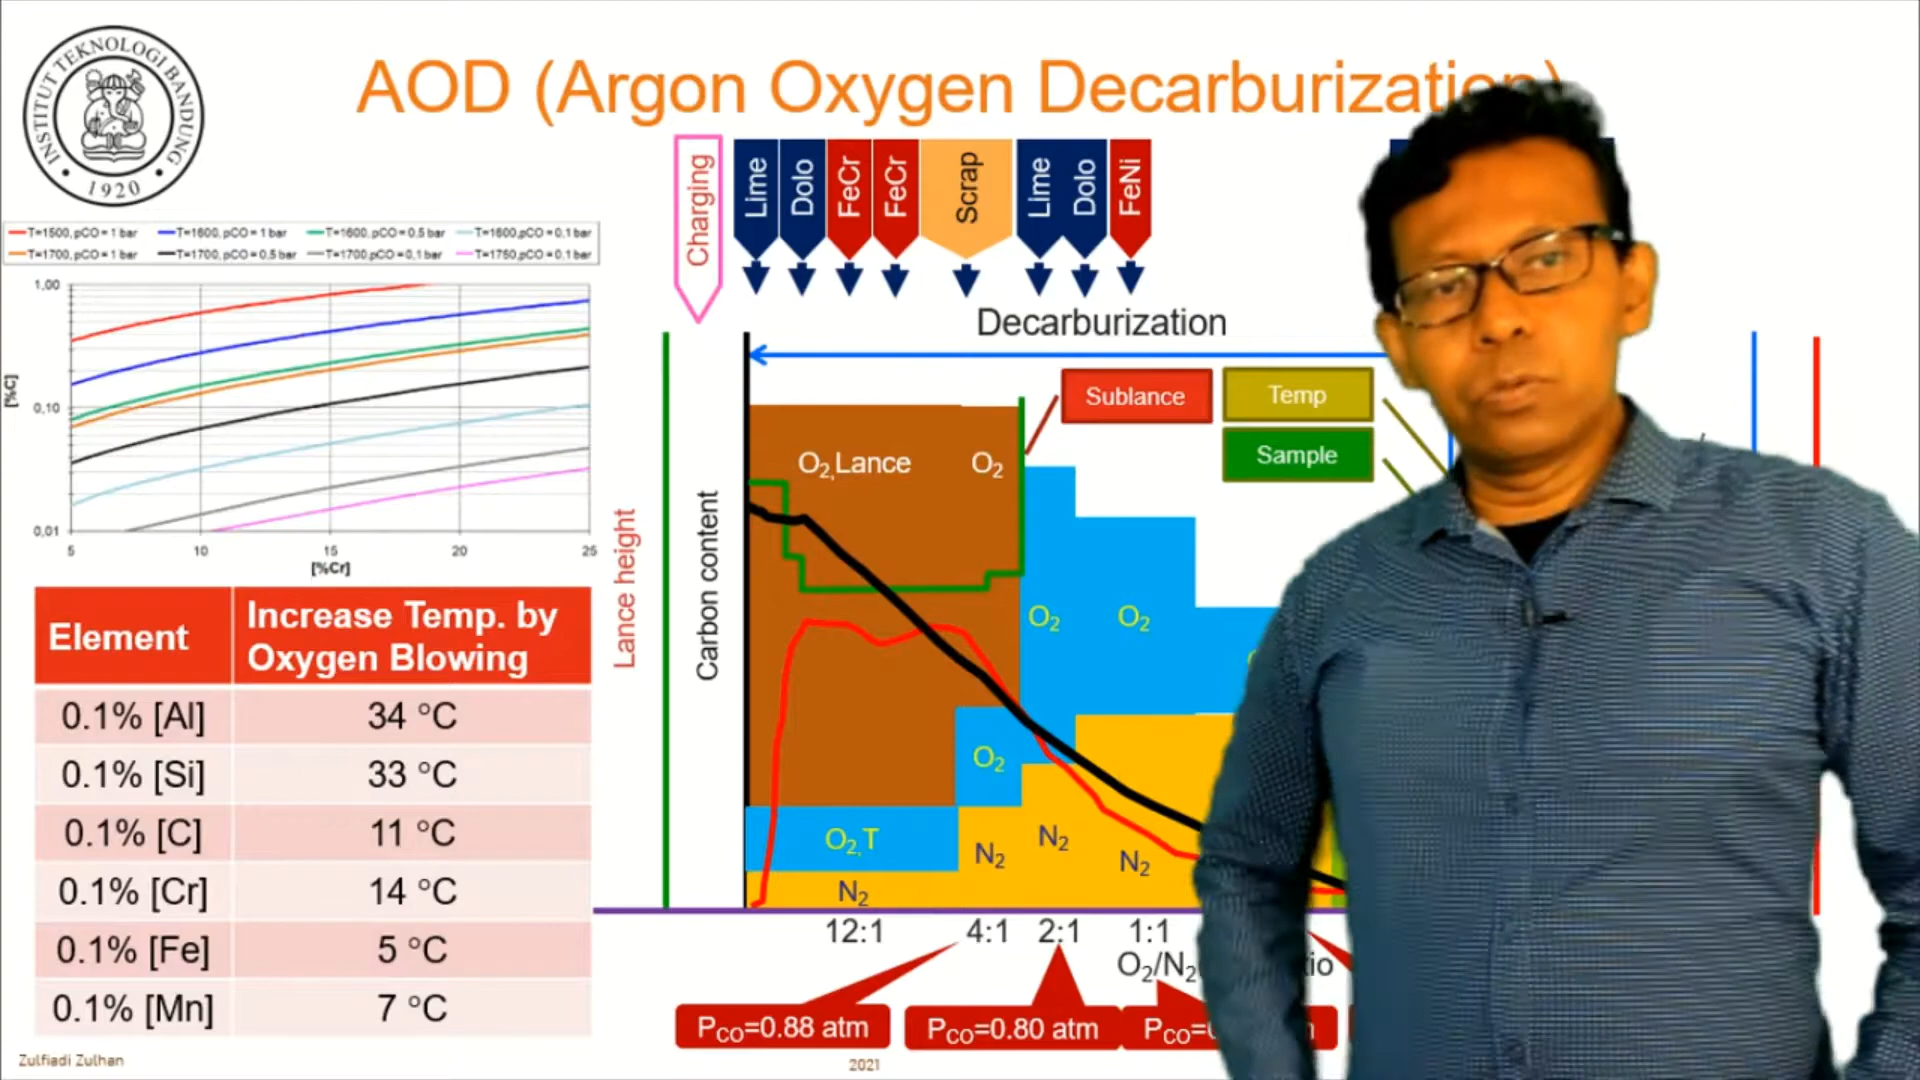 INSTITUT TEKNOLOGI BANDUNG
1920
AOD (Argon Oxygen Decarburization)
Charging
Lime
Dolo
FeCr
FeCr
Scrap
Lime
Dolo
FeNi
T=1500, pCO = 1 bar
T=1600, pCO = 1 bar
T=1600, pCO = 0,5 bar
T=1600, pCO = 0,1 bar
T=1700, pCO = 1 bar
T=1700, pCO = 0,5 bar
T=1700, pCO = 0,1 bar
T=1750, pCO = 0,1 bar
1,00
0,10
0,01
[%C]
5
10
15
20
25
[%Cr]
Decarburization
Sublance
Temp
Sample
Lance height
Carbon content
O₂,Lance
O₂
O₂
O₂
O₂
O₂,T
N₂
N₂
N₂
N₂
12:1
4:1
2:1
1:1
O₂/N₂
io
P_CO=0.88 atm
P_CO=0.80 atm
Element
Increase Temp. by
Oxygen Blowing
0.1% [Al]
34 °C
0.1% [Si]
33 °C
0.1% [C]
11 °C
0.1% [Cr]
14 °C
0.1% [Fe]
5 °C
0.1% [Mn]
7 °C
Zulfiadi Zulhan
2021